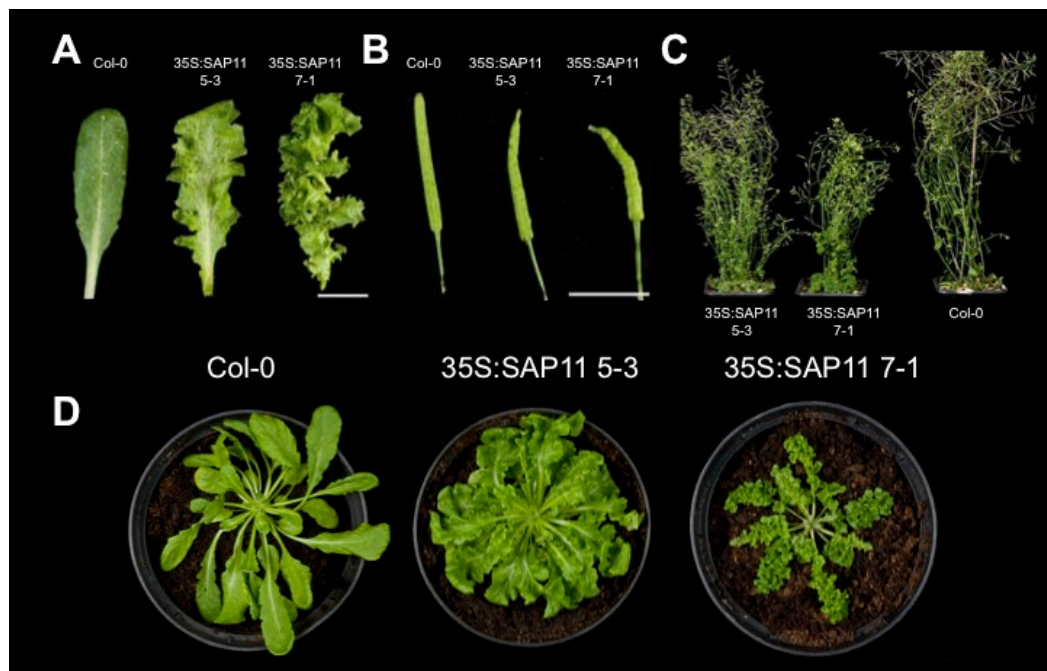 A
Col-0
35S:SAP11
5-3
35S:SAP11
7-1
B
Col-0
35S:SAP11
5-3
35S:SAP11
7-1
C
35S:SAP11
5-3
35S:SAP11
7-1
Col-0
Col-0
35S:SAP11 5-3
35S:SAP11 7-1
D